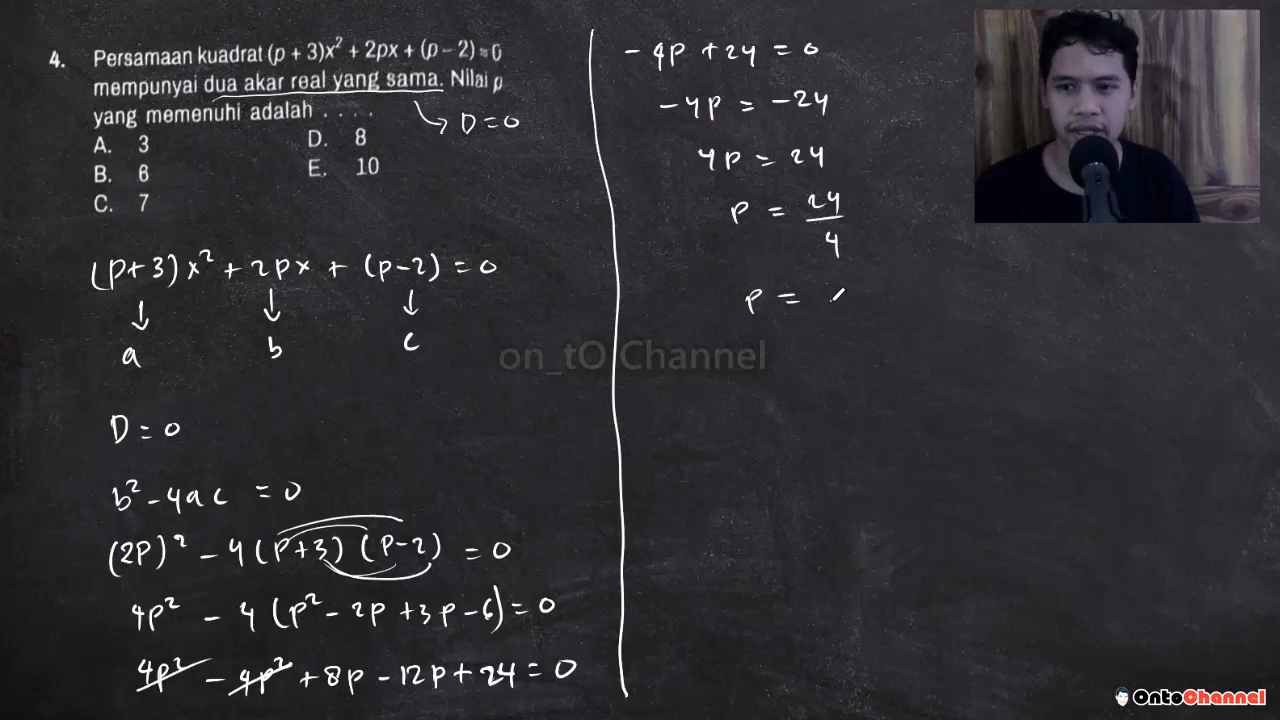 4. Persamaan kuadrat (p + 3)x² + 2px + (p – 2) = 0
mempunyai dua akar real yang sama. Nilai p
yang memenuhi adalah . . . .
→ D = 0
A. 3
D. 8
B. 6
E. 10
C. 7
(p+3)x² + 2px + (p-2) = 0
↓ ↓ ↓
a b c
D = 0
b² - 4ac = 0
(2p)² - 4(p+3)(p-2) = 0
4p² - 4(p² - 2p + 3p - 6) = 0
4p² - 4p² + 8p - 12p + 24 = 0
-4p + 24 = 0
-4p = -24
4p = 24
p = 24/4
p =
on_tO Channel
OntoChannel